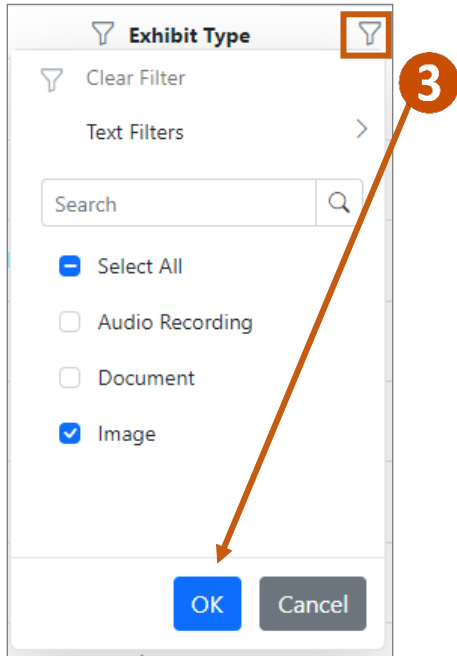 Exhibit Type
3
Clear Filter
Text Filters
Search
Select All
Audio Recording
Document
Image
OK Cancel